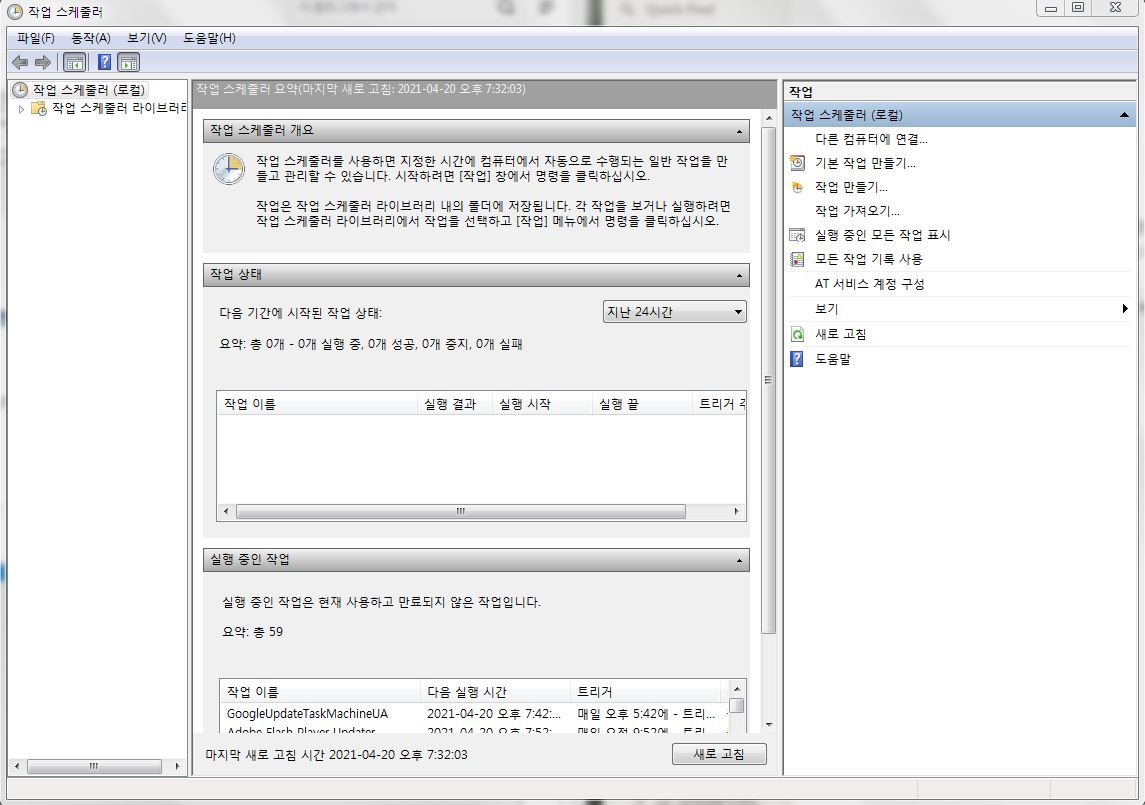 작업 스케줄러
파일(F) 동작(A) 보기(V) 도움말(H)
작업 스케줄러 (로컬)
작업 스케줄러 라이브러리
작업 스케줄러 요약(마지막 새로 고침: 2021-04-20 오후 7:32:03)
작업 스케줄러 개요
작업 스케줄러를 사용하면 지정한 시간에 컴퓨터에서 자동으로 수행되는 일반 작업을 만
들고 관리할 수 있습니다. 시작하려면 [작업] 창에서 명령을 클릭하십시오.
작업은 작업 스케줄러 라이브러리 내의 폴더에 저장됩니다. 각 작업을 보거나 실행하려면
작업 스케줄러 라이브러리에서 작업을 선택하고 [작업] 메뉴에서 명령을 클릭하십시오.
작업 상태
다음 기간에 시작된 작업 상태:
지난 24시간
요약: 총 0개 - 0개 실행 중, 0개 성공, 0개 중지, 0개 실패
작업 이름 실행 결과 실행 시작 실행 끝 트리거 주
실행 중인 작업
실행 중인 작업은 현재 사용하고 만료되지 않은 작업입니다.
요약: 총 59
작업 이름 다음 실행 시간 트리거
GoogleUpdateTaskMachineUA 2021-04-20 오후 7:42:... 매일 오후 5:42에 - 트리...
Adobe Flash Player Updater 2021-04-20 오후 7:52:... 매일 오전 9:52에 - 트리...
마지막 새로 고침 시간 2021-04-20 오후 7:32:03
새로 고침
작업
작업 스케줄러 (로컬)
다른 컴퓨터에 연결...
기본 작업 만들기...
작업 만들기...
작업 가져오기...
실행 중인 모든 작업 표시
모든 작업 기록 사용
AT 서비스 계정 구성
보기
새로 고침
도움말